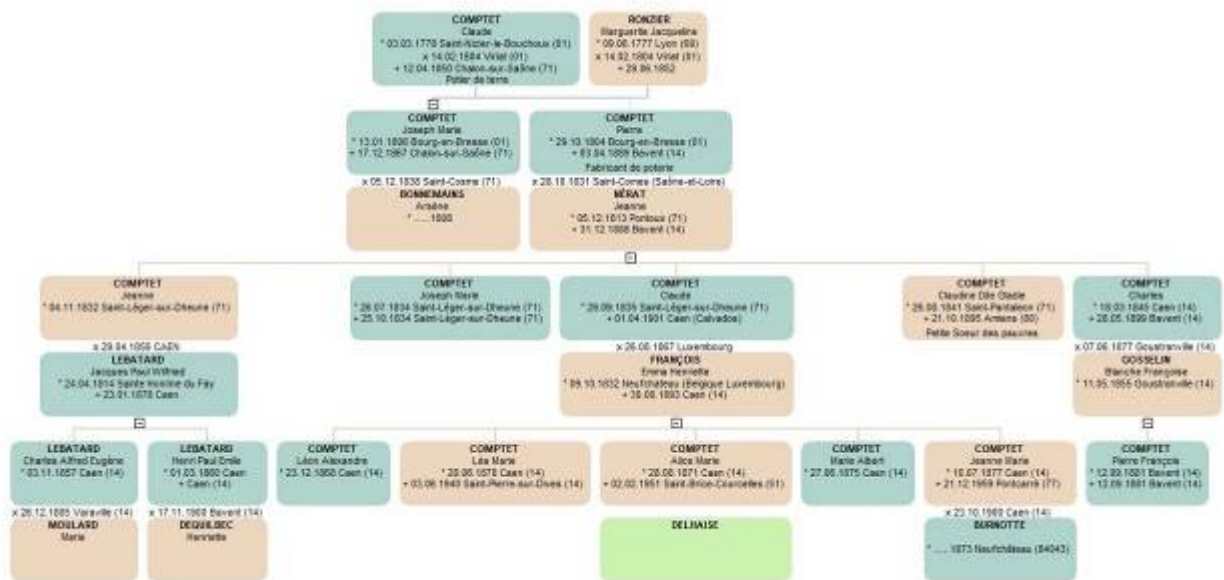 COMPTET
Claude
° 03.03.1778 Saint-Nizier-le-Bouchoux (01)
x 14.02.1804 Viriat (01)
+ 12.04.1850 Chalon-sur-Saône (71)
Potier de terre
RONZIER
Marguerite Jacqueline
° 09.06.1777 Lyon (69)
x 14.02.1804 Viriat (01)
+ 29.06.1852
COMPTET
Joseph Marie
° 13.01.1806 Bourg-en-Bresse (01)
+ 17.12.1867 Chalon-sur-Saône (71)
x 05.12.1838 Saint-Cosme (71)
BONNEMAINS
Arsène
COMPTET
Pierre
° 29.10.1804 Bourg-en-Bresse (01)
+ 03.04.1889 Bavent (14)
Fabricant de poterie
x 28.10.1831 Saint-Comes (Saône-et-Loire)
NÉRAT
Jeanne
° 05.12.1813 Pontoux (71)
+ 31.12.1888 Bavent (14)
COMPTET
Jeanne
° 04.11.1832 Saint-Léger-sur-Dheune (71)
x 29.04.1856 CAEN
LEBATARD
Jacques Paul Wilfred
° 24.04.1814 Sainte Honrine du Fay
+ 23.01.1878 Caen
COMPTET
Joseph Marie
° 26.07.1834 Saint-Léger-sur-Dheune (71)
+ 25.10.1834 Saint-Léger-sur-Dheune (71)
COMPTET
Claude
° 29.09.1835 Saint-Léger-sur-Dheune (71)
+ 01.04.1901 Caen (Calvados)
x 26.08.1867 Luxembourg
FRANÇOIS
Emma Henriette
° 09.10.1832 Neufchateau (Belgique Luxembourg)
+ 30.08.1893 Caen (14)
COMPTET
Claudine Dite Gladie
° 26.08.1841 Saint-Pantaléon (71)
+ 21.10.1895 Amiens (80)
Petite Soeur des pauvres
COMPTET
Charles
° 19.03.1845 Caen (14)
+ 28.05.1899 Bavent (14)
x 07.06.1877 Goustranville (14)
GOSSELIN
Blanche Françoise
° 11.05.1855 Goustranville (14)
LEBATARD
Charles Alfred Eugène
° 03.11.1857 Caen (14)
x 26.12.1885 Varaville (14)
MOULARD
Marie
LEBATARD
Henri Paul Emile
° 01.03.1860 Caen
+ Caen (14)
x 17.11.1900 Bavent (14)
DEQUILBEC
Henriette
COMPTET
Léon Alexandre
° 23.12.1868 Caen (14)
COMPTET
Léa Marie
° 20.06.1870 Caen (14)
+ 03.06.1940 Saint-Pierre-sur-Dives (14)
COMPTET
Alice Marie
° 28.08.1871 Caen (14)
+ 02.02.1951 Saint-Brice-Courcelles (51)
DELHAISE
COMPTET
Marie Albert
° 27.06.1875 Caen (14)
COMPTET
Jeanne Marie
° 10.07.1877 Caen (14)
+ 21.12.1959 Pontcarré (77)
x 23.10.1900 Caen (14)
BURNOTTE
° ..... 1873 Neufchâteau (84043)
COMPTET
Pierre François
° 12.09.1881 Bavent (14)
+ 13.09.1881 Bavent (14)